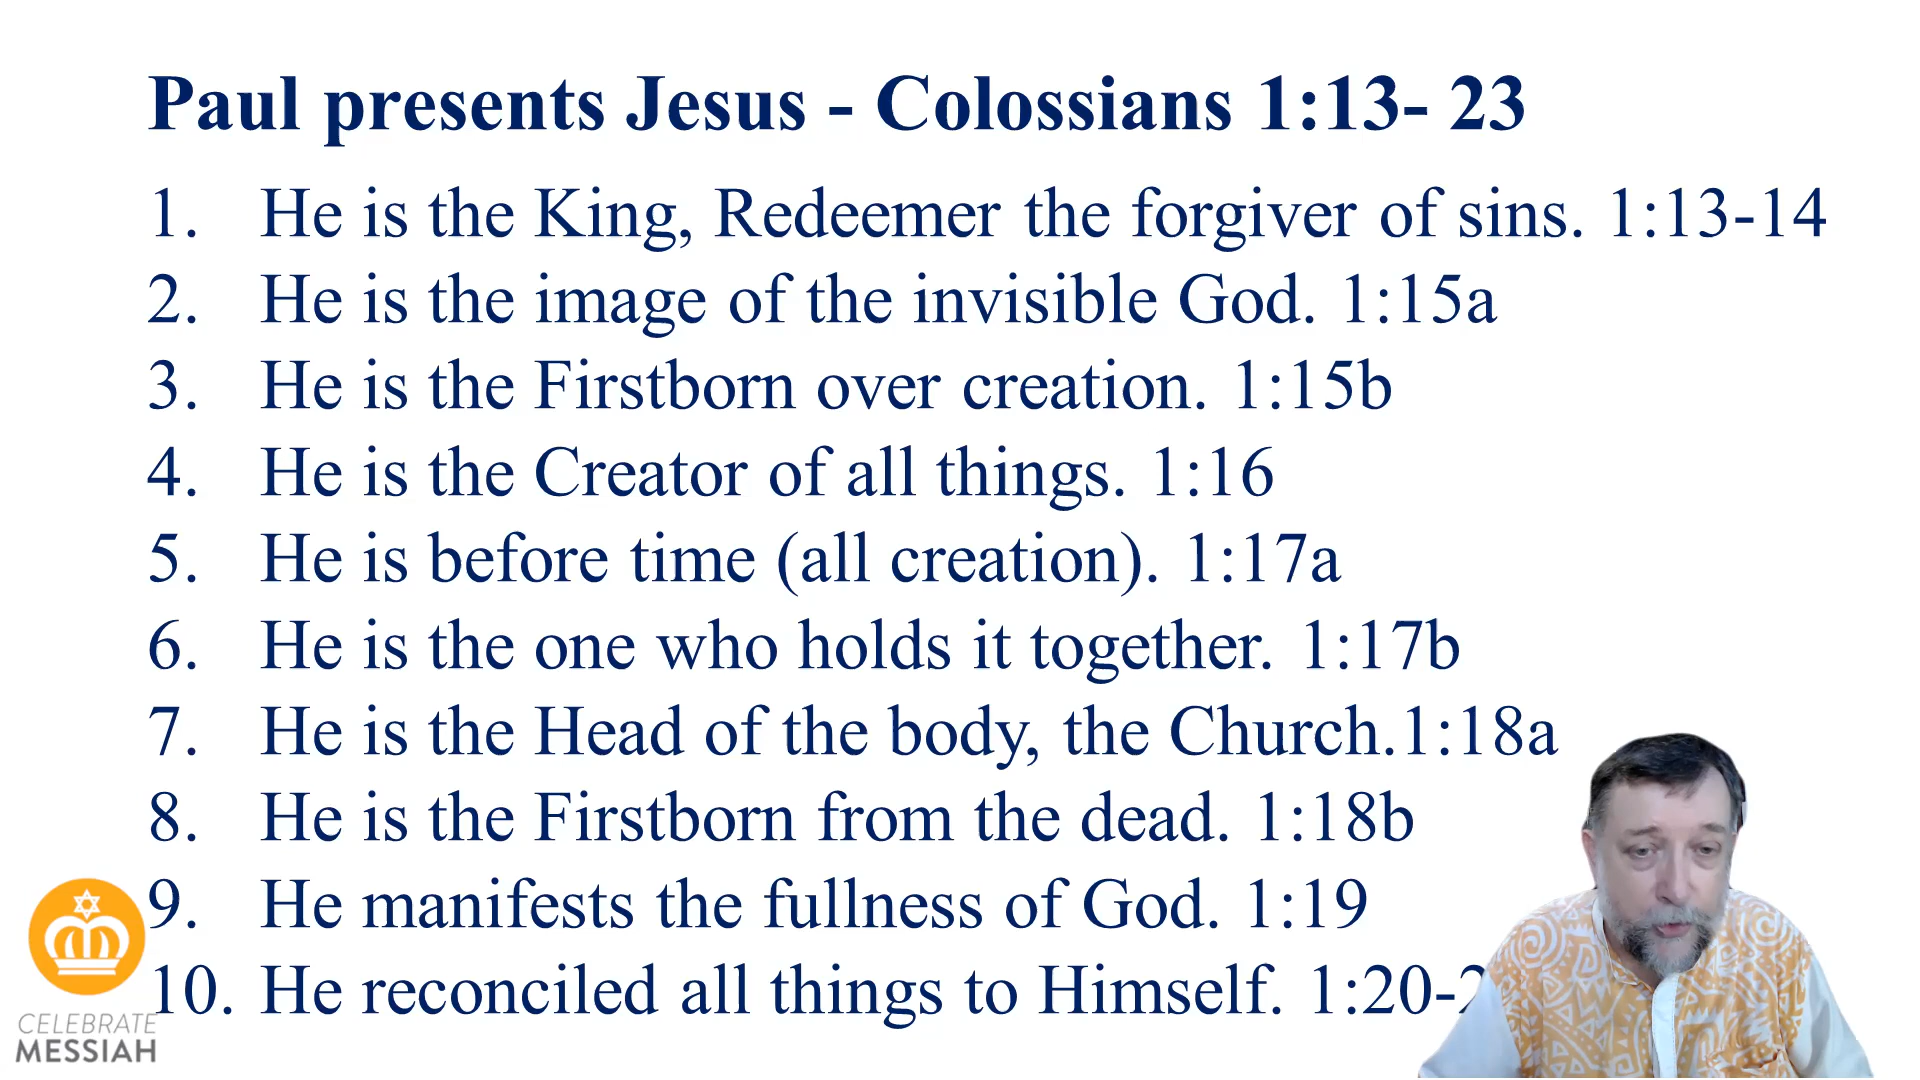 Paul presents Jesus - Colossians 1:13- 23
1. He is the King, Redeemer the forgiver of sins. 1:13-14
2. He is the image of the invisible God. 1:15a
3. He is the Firstborn over creation. 1:15b
4. He is the Creator of all things. 1:16
5. He is before time (all creation). 1:17a
6. He is the one who holds it together. 1:17b
7. He is the Head of the body, the Church.1:18a
8. He is the Firstborn from the dead. 1:18b
9. He manifests the fullness of God. 1:19
10. He reconciled all things to Himself. 1:20-
CELEBRATE
MESSIAH